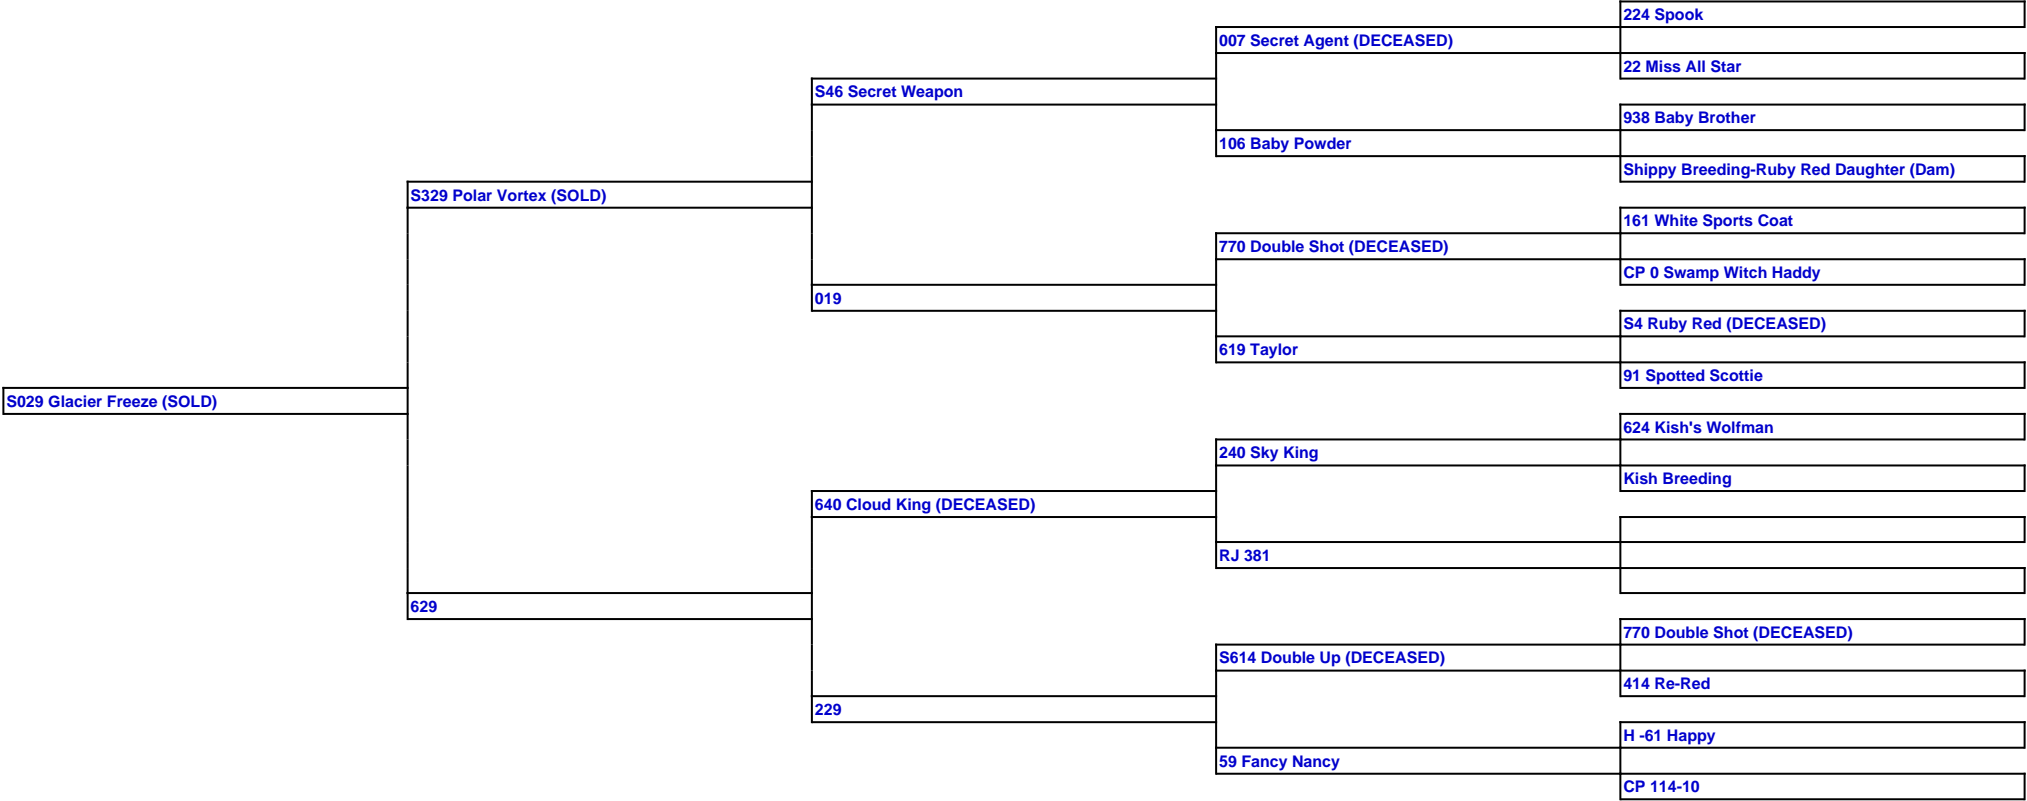 224 Spook
007 Secret Agent (DECEASED)
22 Miss All Star
S46 Secret Weapon
938 Baby Brother
106 Baby Powder
Shippy Breeding-Ruby Red Daughter (Dam)
S329 Polar Vortex (SOLD)
161 White Sports Coat
770 Double Shot (DECEASED)
CP 0 Swamp Witch Haddy
019
S4 Ruby Red (DECEASED)
619 Taylor
91 Spotted Scottie
S029 Glacier Freeze (SOLD)
624 Kish's Wolfman
240 Sky King
Kish Breeding
640 Cloud King (DECEASED)
RJ 381
629
770 Double Shot (DECEASED)
S614 Double Up (DECEASED)
414 Re-Red
229
H -61 Happy
59 Fancy Nancy
CP 114-10